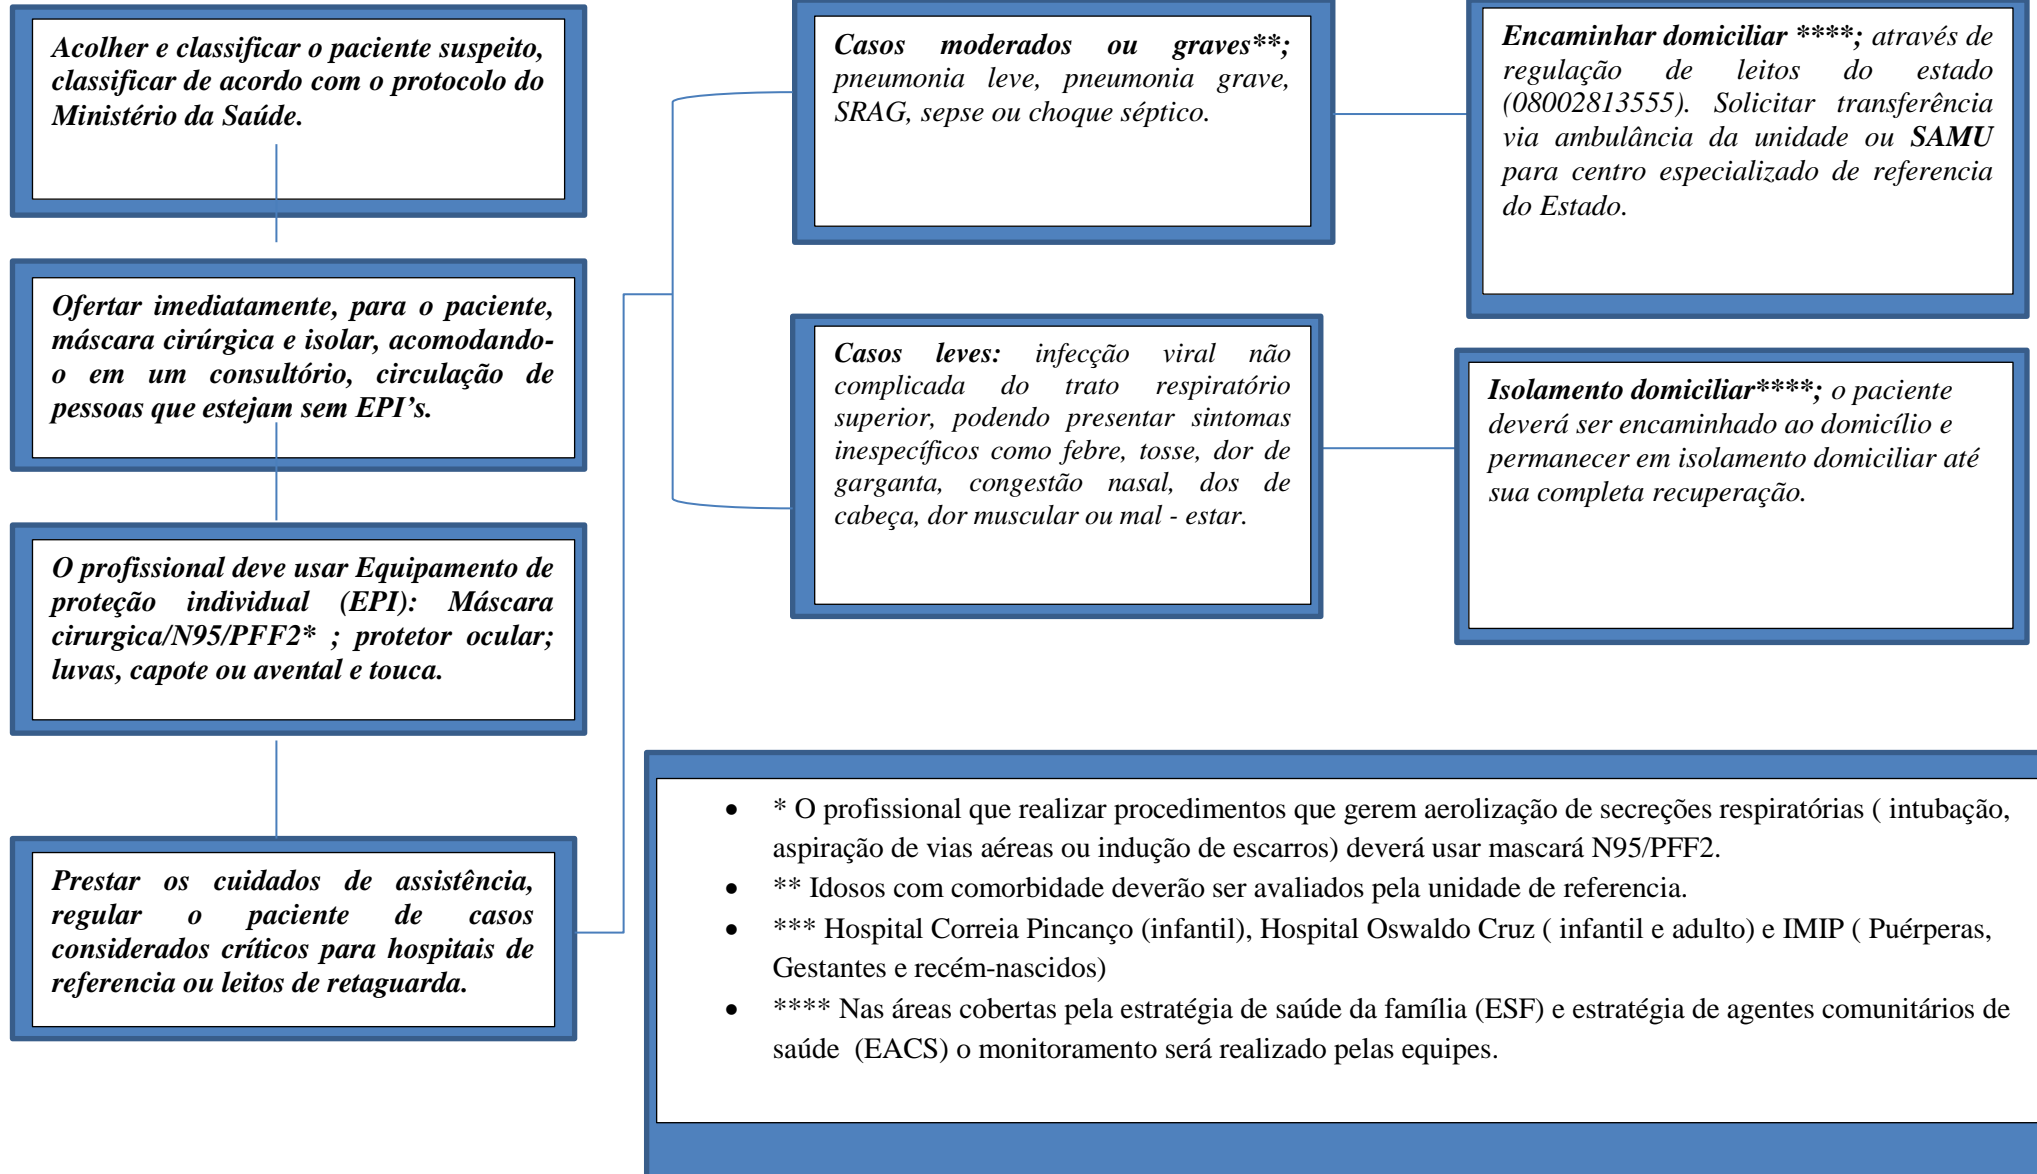 Acolher e classificar o paciente suspeito,
classificar de acordo com o protocolo do
Ministério da Saúde.
Ofertar imediatamente, para o paciente,
máscara cirúrgica e isolar, acomodando-
o em um consultório, circulação de
pessoas que estejam sem EPI’s.
O profissional deve usar Equipamento de
proteção individual (EPI): Máscara
cirurgica/N95/PFF2* ; protetor ocular;
luvas, capote ou avental e touca.
Prestar os cuidados de assistência,
regular o paciente de casos
considerados críticos para hospitais de
referencia ou leitos de retaguarda.
Casos moderados ou graves**;
pneumonia leve, pneumonia grave,
SRAG, sepse ou choque séptico.
Encaminhar domiciliar ****; através de
regulação de leitos do estado
(08002813555). Solicitar transferência
via ambulância da unidade ou SAMU
para centro especializado de referencia
do Estado.
Casos leves: infecção viral não
complicada do trato respiratório
superior, podendo presentar sintomas
inespecíficos como febre, tosse, dor de
garganta, congestão nasal, dos de
cabeça, dor muscular ou mal - estar.
Isolamento domiciliar****; o paciente
deverá ser encaminhado ao domicílio e
permanecer em isolamento domiciliar até
sua completa recuperação.
• * O profissional que realizar procedimentos que gerem aerolização de secreções respiratórias ( intubação,
aspiração de vias aéreas ou indução de escarros) deverá usar mascará N95/PFF2.
• ** Idosos com comorbidade deverão ser avaliados pela unidade de referencia.
• *** Hospital Correia Pincanço (infantil), Hospital Oswaldo Cruz ( infantil e adulto) e IMIP ( Puérperas,
Gestantes e recém-nascidos)
• **** Nas áreas cobertas pela estratégia de saúde da família (ESF) e estratégia de agentes comunitários de
saúde (EACS) o monitoramento será realizado pelas equipes.